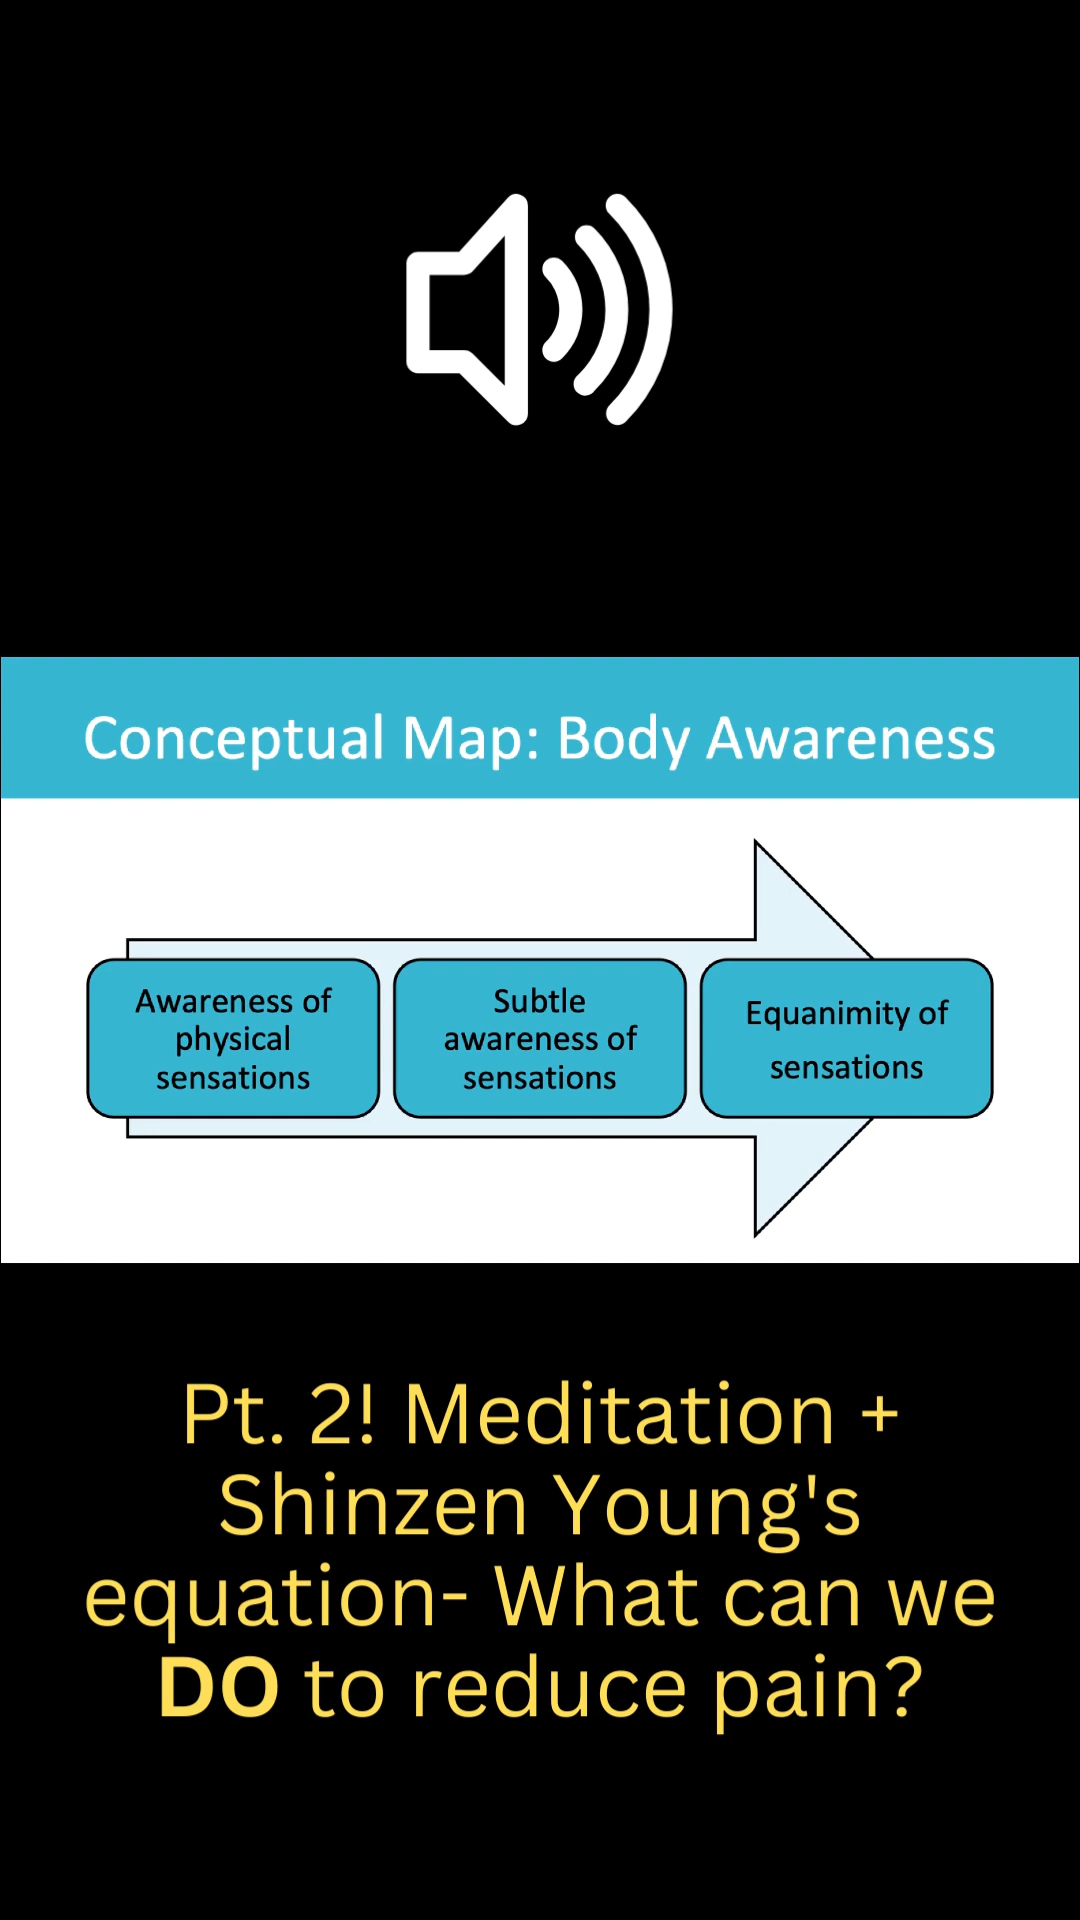 Conceptual Map: Body Awareness
Awareness of
physical
sensations
Subtle
awareness of
sensations
Equanimity of
sensations
Pt. 2! Meditation +
Shinzen Young's
equation- What can we
DO to reduce pain?